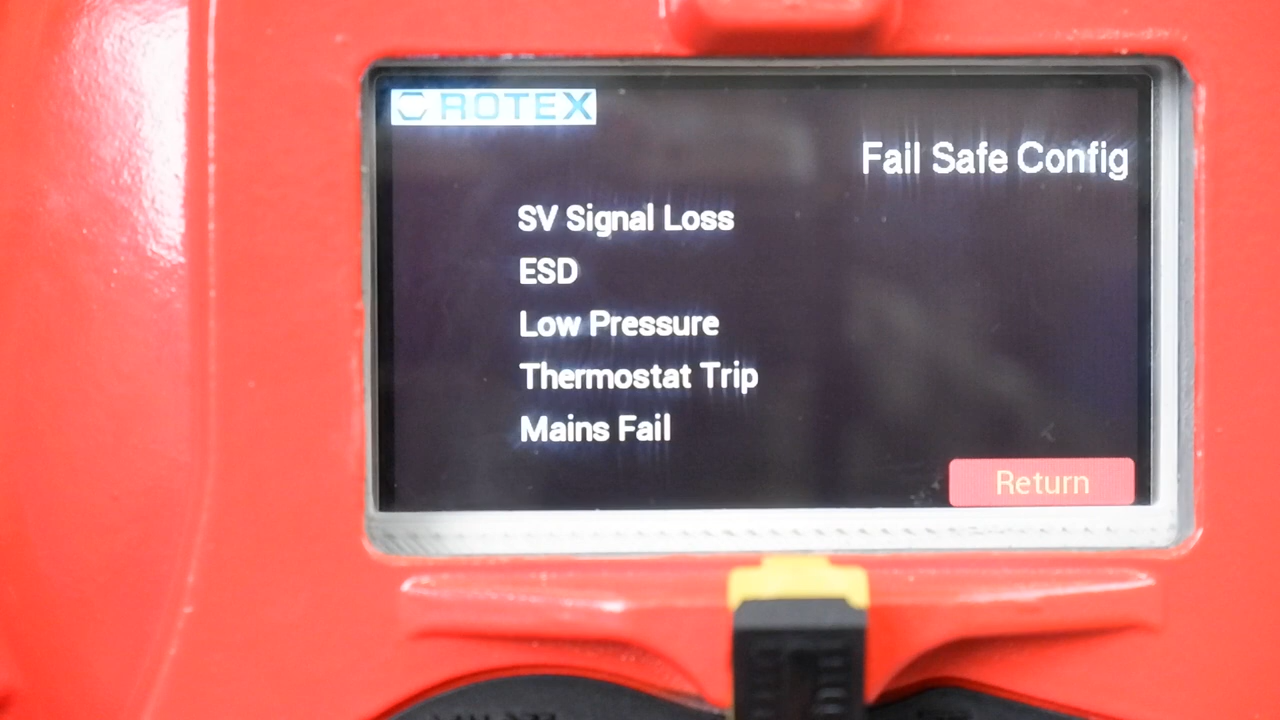 ROTEX
Fail Safe Config
SV Signal Loss
ESD
Low Pressure
Thermostat Trip
Mains Fail
Return